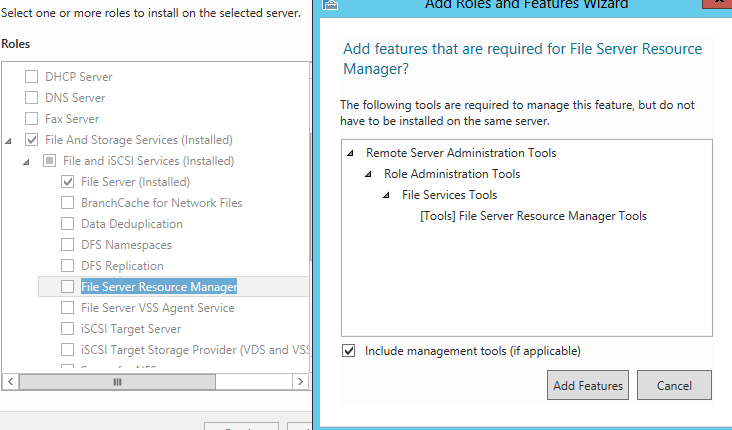 Select one or more roles to install on the selected server.
Roles
DHCP Server
DNS Server
Fax Server
File And Storage Services (Installed)
File and iSCSI Services (Installed)
File Server (Installed)
BranchCache for Network Files
Data Deduplication
DFS Namespaces
DFS Replication
File Server Resource Manager
File Server VSS Agent Service
iSCSI Target Server
iSCSI Target Storage Provider (VDS and VSS
Add Roles and Features Wizard
Add features that are required for File Server Resource
Manager?
The following tools are required to manage this feature, but do not
have to be installed on the same server.
Remote Server Administration Tools
Role Administration Tools
File Services Tools
[Tools] File Server Resource Manager Tools
Include management tools (if applicable)
Add Features
Cancel